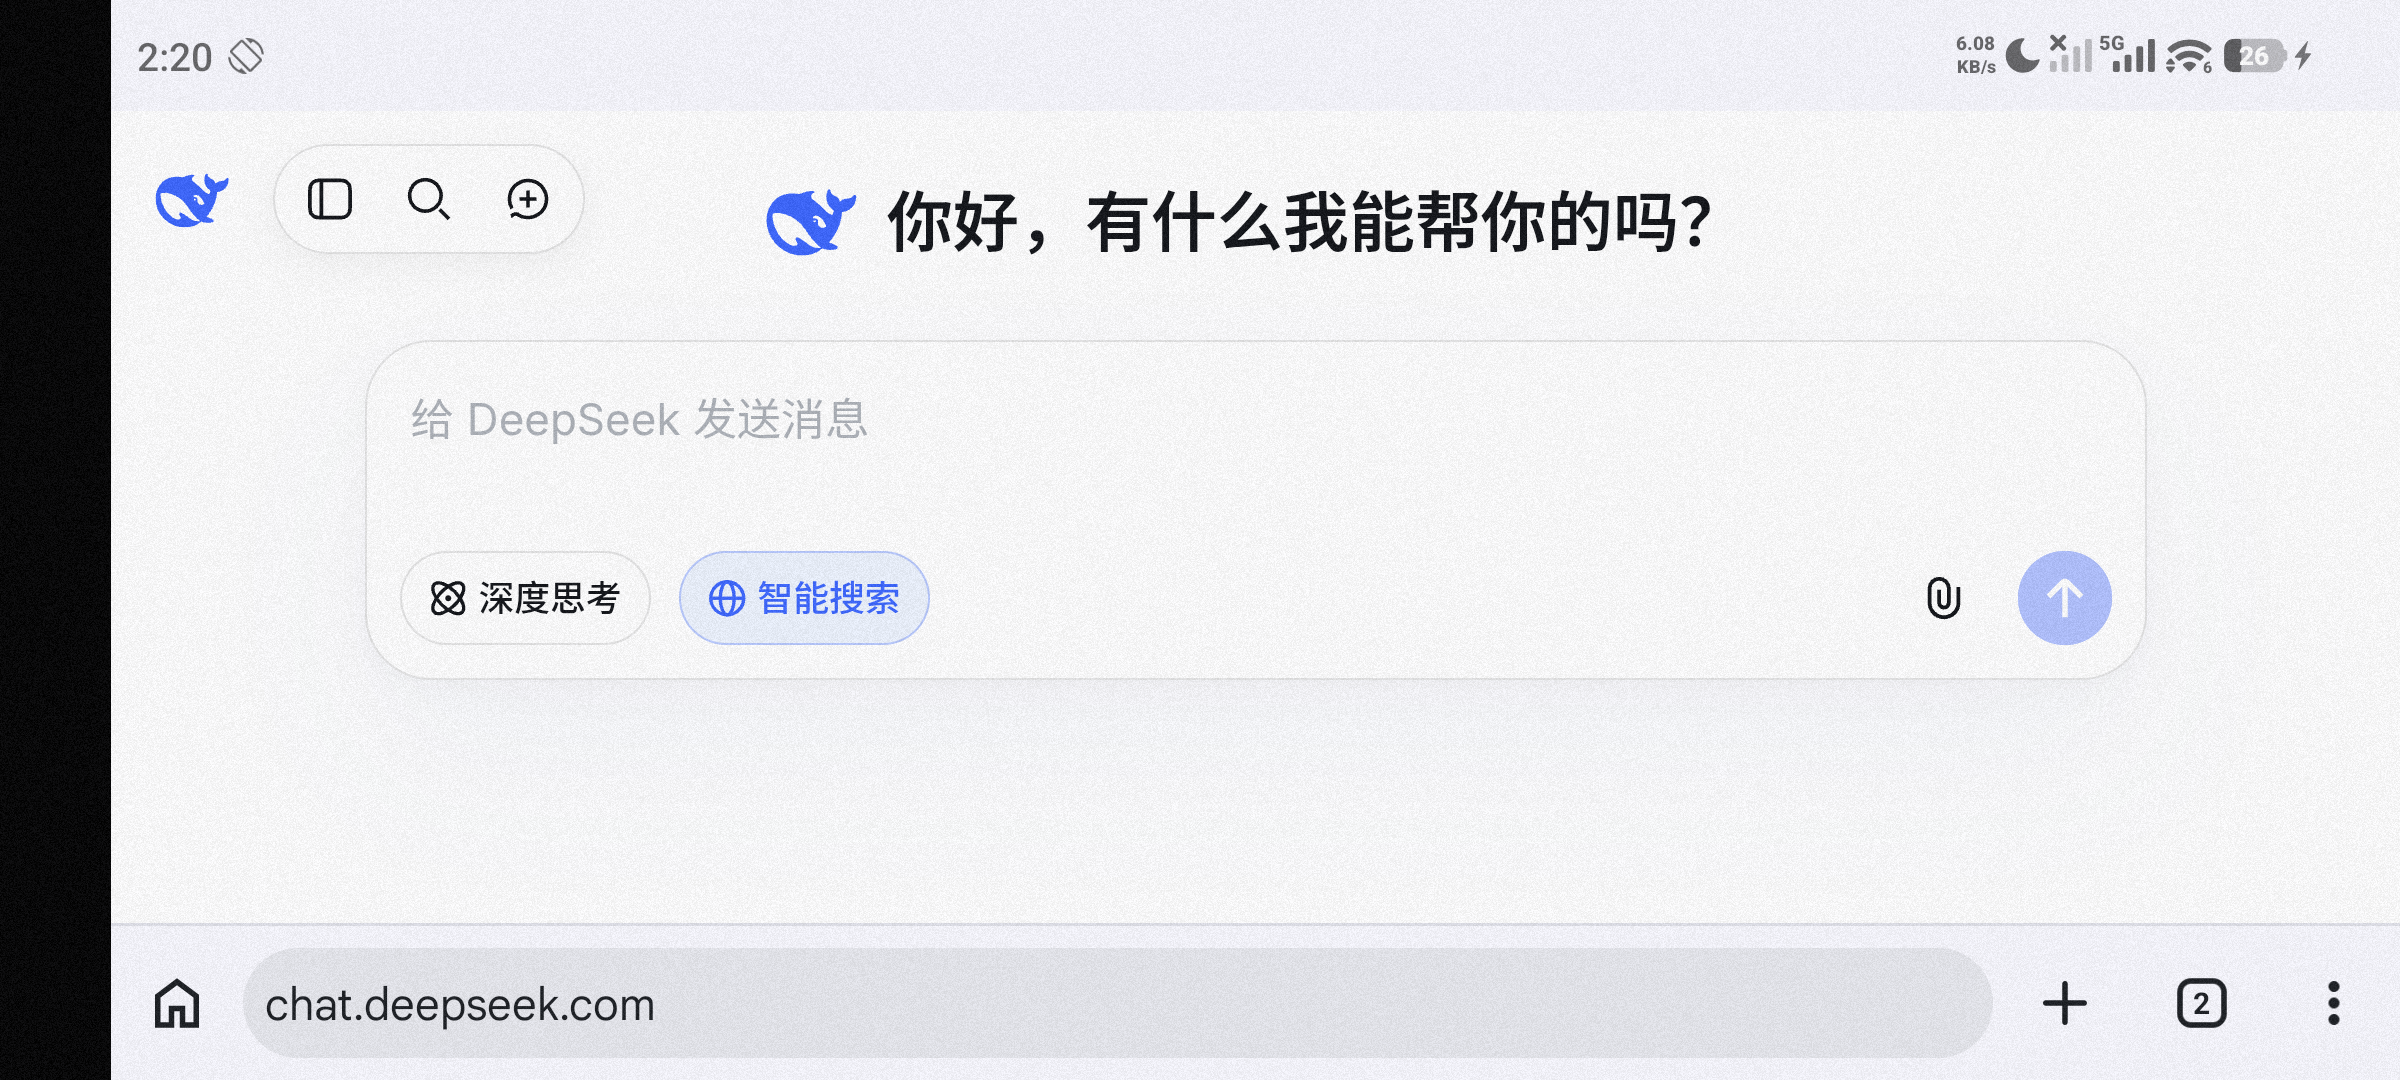 2:20
6.08
KB/s
5G
6
26
你好，有什么我能帮你的吗？
给 DeepSeek 发送消息
深度思考
智能搜索
chat.deepseek.com
2